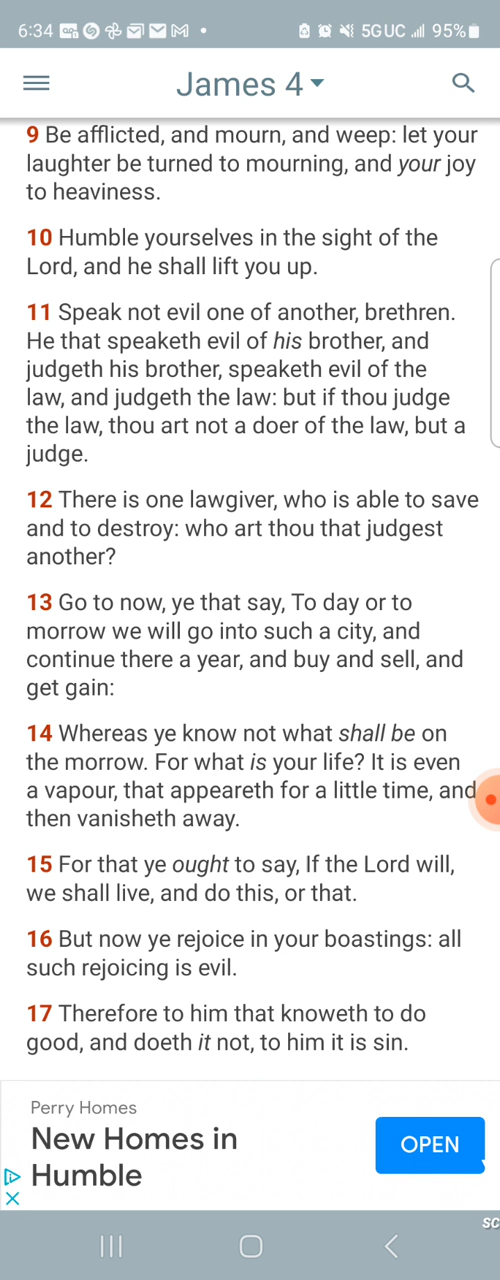 6:34
5GUC 95%
James 4
9 Be afflicted, and mourn, and weep: let your
laughter be turned to mourning, and your joy
to heaviness.
10 Humble yourselves in the sight of the
Lord, and he shall lift you up.
11 Speak not evil one of another, brethren.
He that speaketh evil of his brother, and
judgeth his brother, speaketh evil of the
law, and judgeth the law: but if thou judge
the law, thou art not a doer of the law, but a
judge.
12 There is one lawgiver, who is able to save
and to destroy: who art thou that judgest
another?
13 Go to now, ye that say, To day or to
morrow we will go into such a city, and
continue there a year, and buy and sell, and
get gain:
14 Whereas ye know not what shall be on
the morrow. For what is your life? It is even
a vapour, that appeareth for a little time, and
then vanisheth away.
15 For that ye ought to say, If the Lord will,
we shall live, and do this, or that.
16 But now ye rejoice in your boastings: all
such rejoicing is evil.
17 Therefore to him that knoweth to do
good, and doeth it not, to him it is sin.
Perry Homes
New Homes in
Humble
OPEN
SC